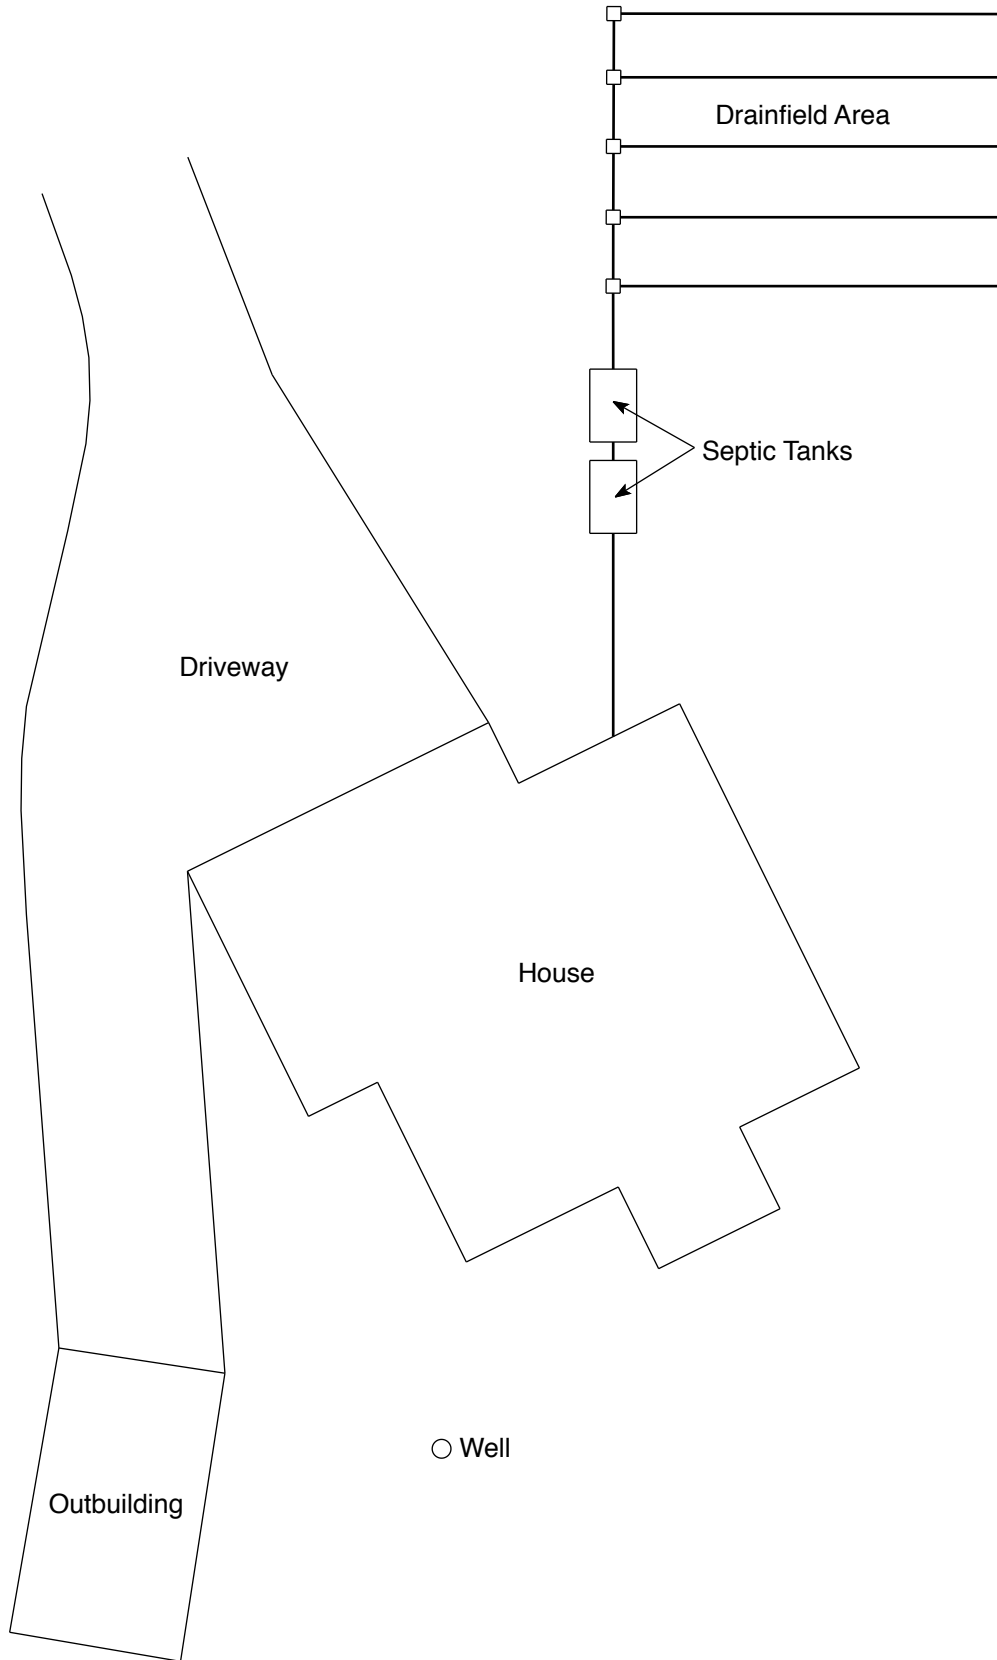 Drainfield Area
Septic Tanks
Driveway
House
Well
Outbuilding